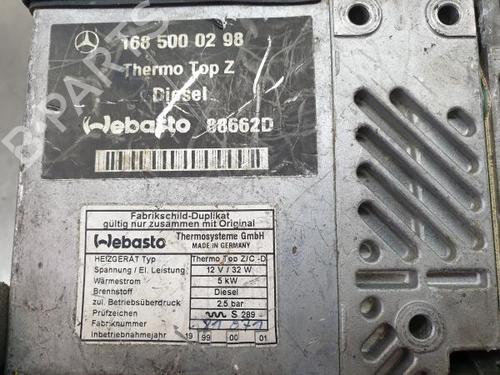 168 500 02 98
Thermo Top Z
Diesel
Webasto 88662D
B PARTS
Fabrikschild-Duplikat
gültig nur zusammen mit Original
Webasto Thermosysteme GmbH
MADE IN GERMANY
HEIZGERÄT Typ Thermo Top Z/C -D
Spannung / El. Leistung: 12 V / 32 W
Wärmestrom 5 kW
Brennstoff Diesel
zul. Betriebsüberdruck 2.5 bar
Prüfzeichen S 289
Fabriknummer
Inbetriebnahmejahr 19 99 00 01